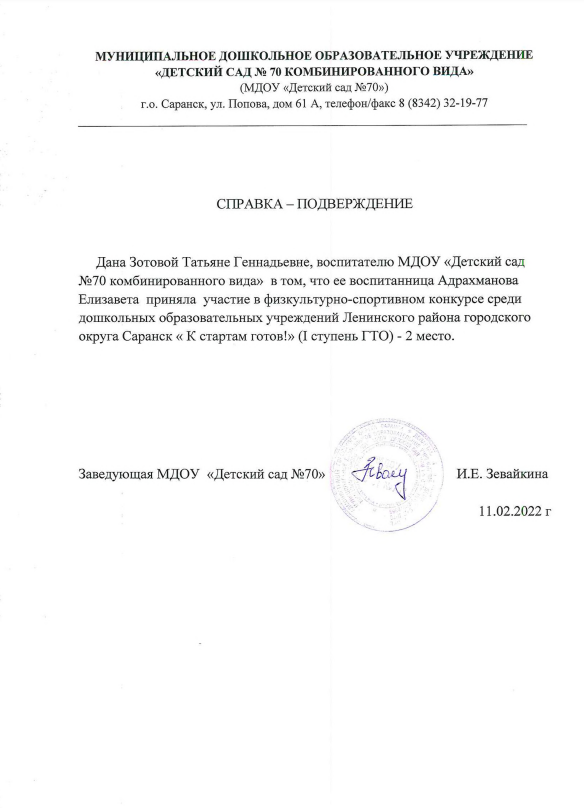 МУНИЦИПАЛЬНОЕ ДОШКОЛЬНОЕ ОБРАЗОВАТЕЛЬНОЕ УЧРЕЖДЕНИЕ
«ДЕТСКИЙ САД № 70 КОМБИНИРОВАННОГО ВИДА»
(МДОУ «Детский сад №70»)
г.о. Саранск, ул. Попова, дом 61 А, телефон/факс 8 (8342) 32-19-77
СПРАВКА – ПОДВЕРЖДЕНИЕ
Дана Зотовой Татьяне Геннадьевне, воспитателю МДОУ «Детский сад
№70 комбинированного вида» в том, что ее воспитанница Адрахманова
Елизавета приняла участие в физкультурно-спортивном конкурсе среди
дошкольных образовательных учреждений Ленинского района городского
округа Саранск « К стартам готов!» (I ступень ГТО) - 2 место.
Заведующая МДОУ «Детский сад №70» И.Е. Зевайкина
11.02.2022 г